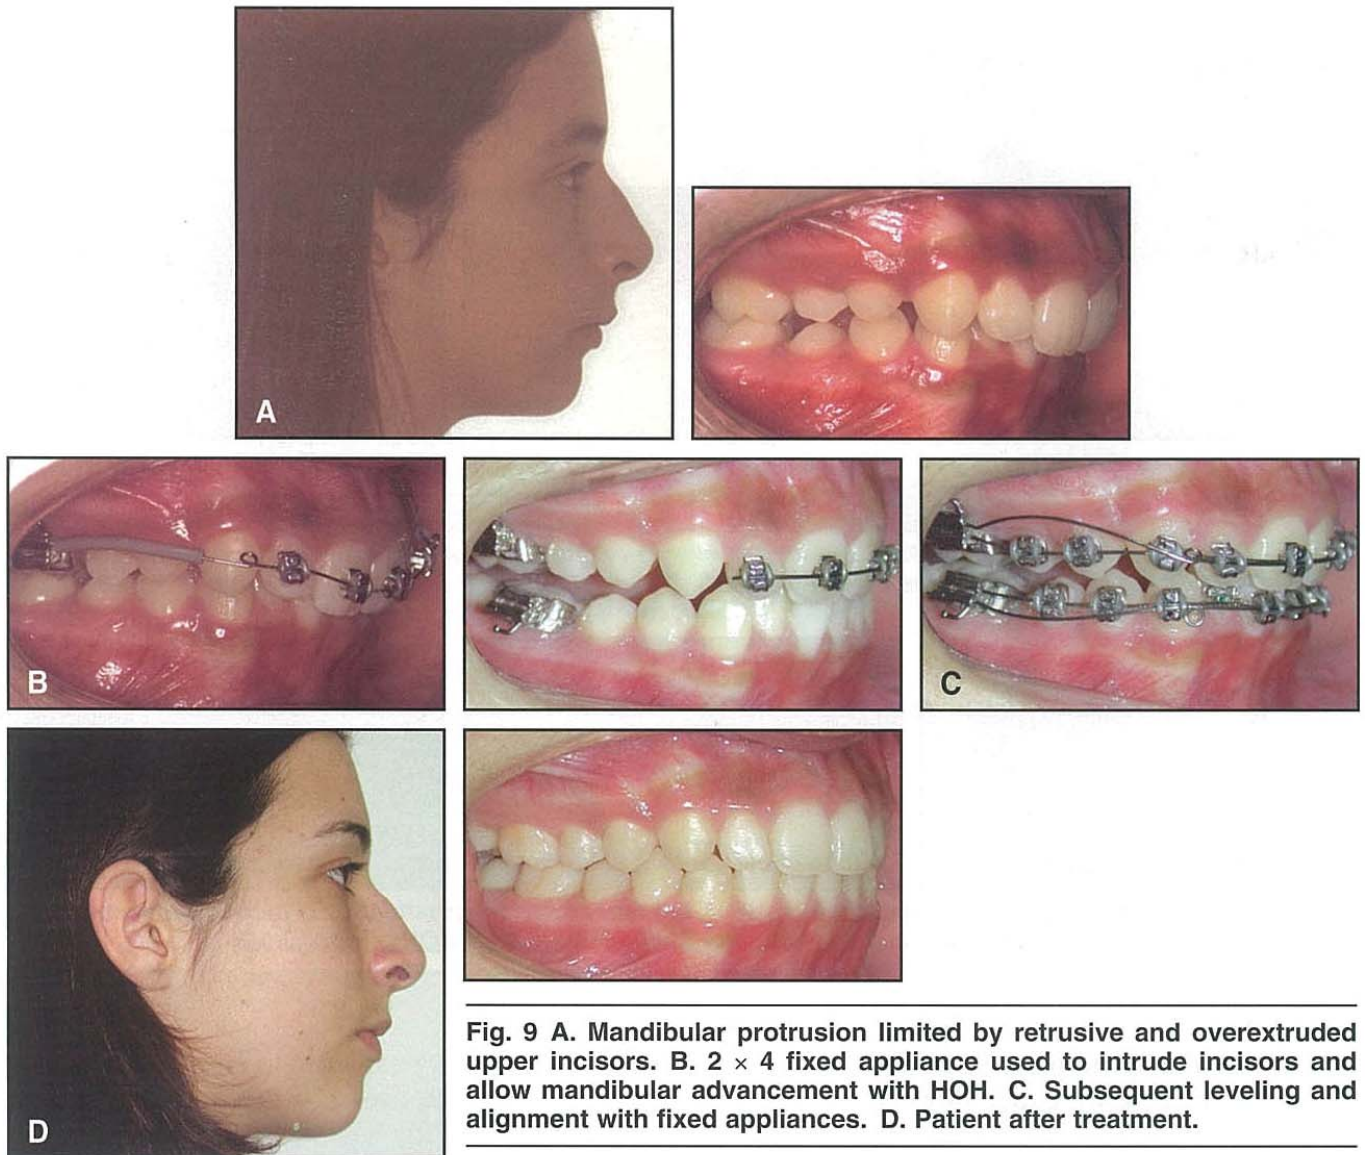 A
B
C
D
Fig. 9 A. Mandibular protrusion limited by retrusive and overextruded
upper incisors. B. 2 × 4 fixed appliance used to intrude incisors and
allow mandibular advancement with HOH. C. Subsequent leveling and
alignment with fixed appliances. D. Patient after treatment.